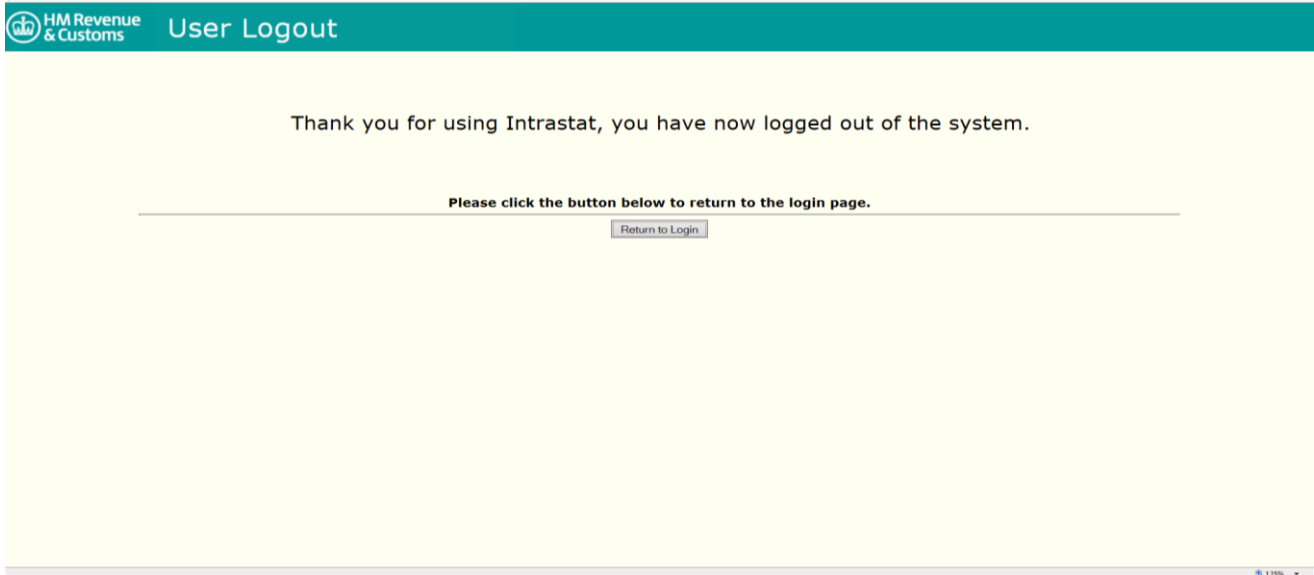 HM Revenue
& Customs
User Logout
Thank you for using Intrastat, you have now logged out of the system.
Please click the button below to return to the login page.
Return to Login
125%